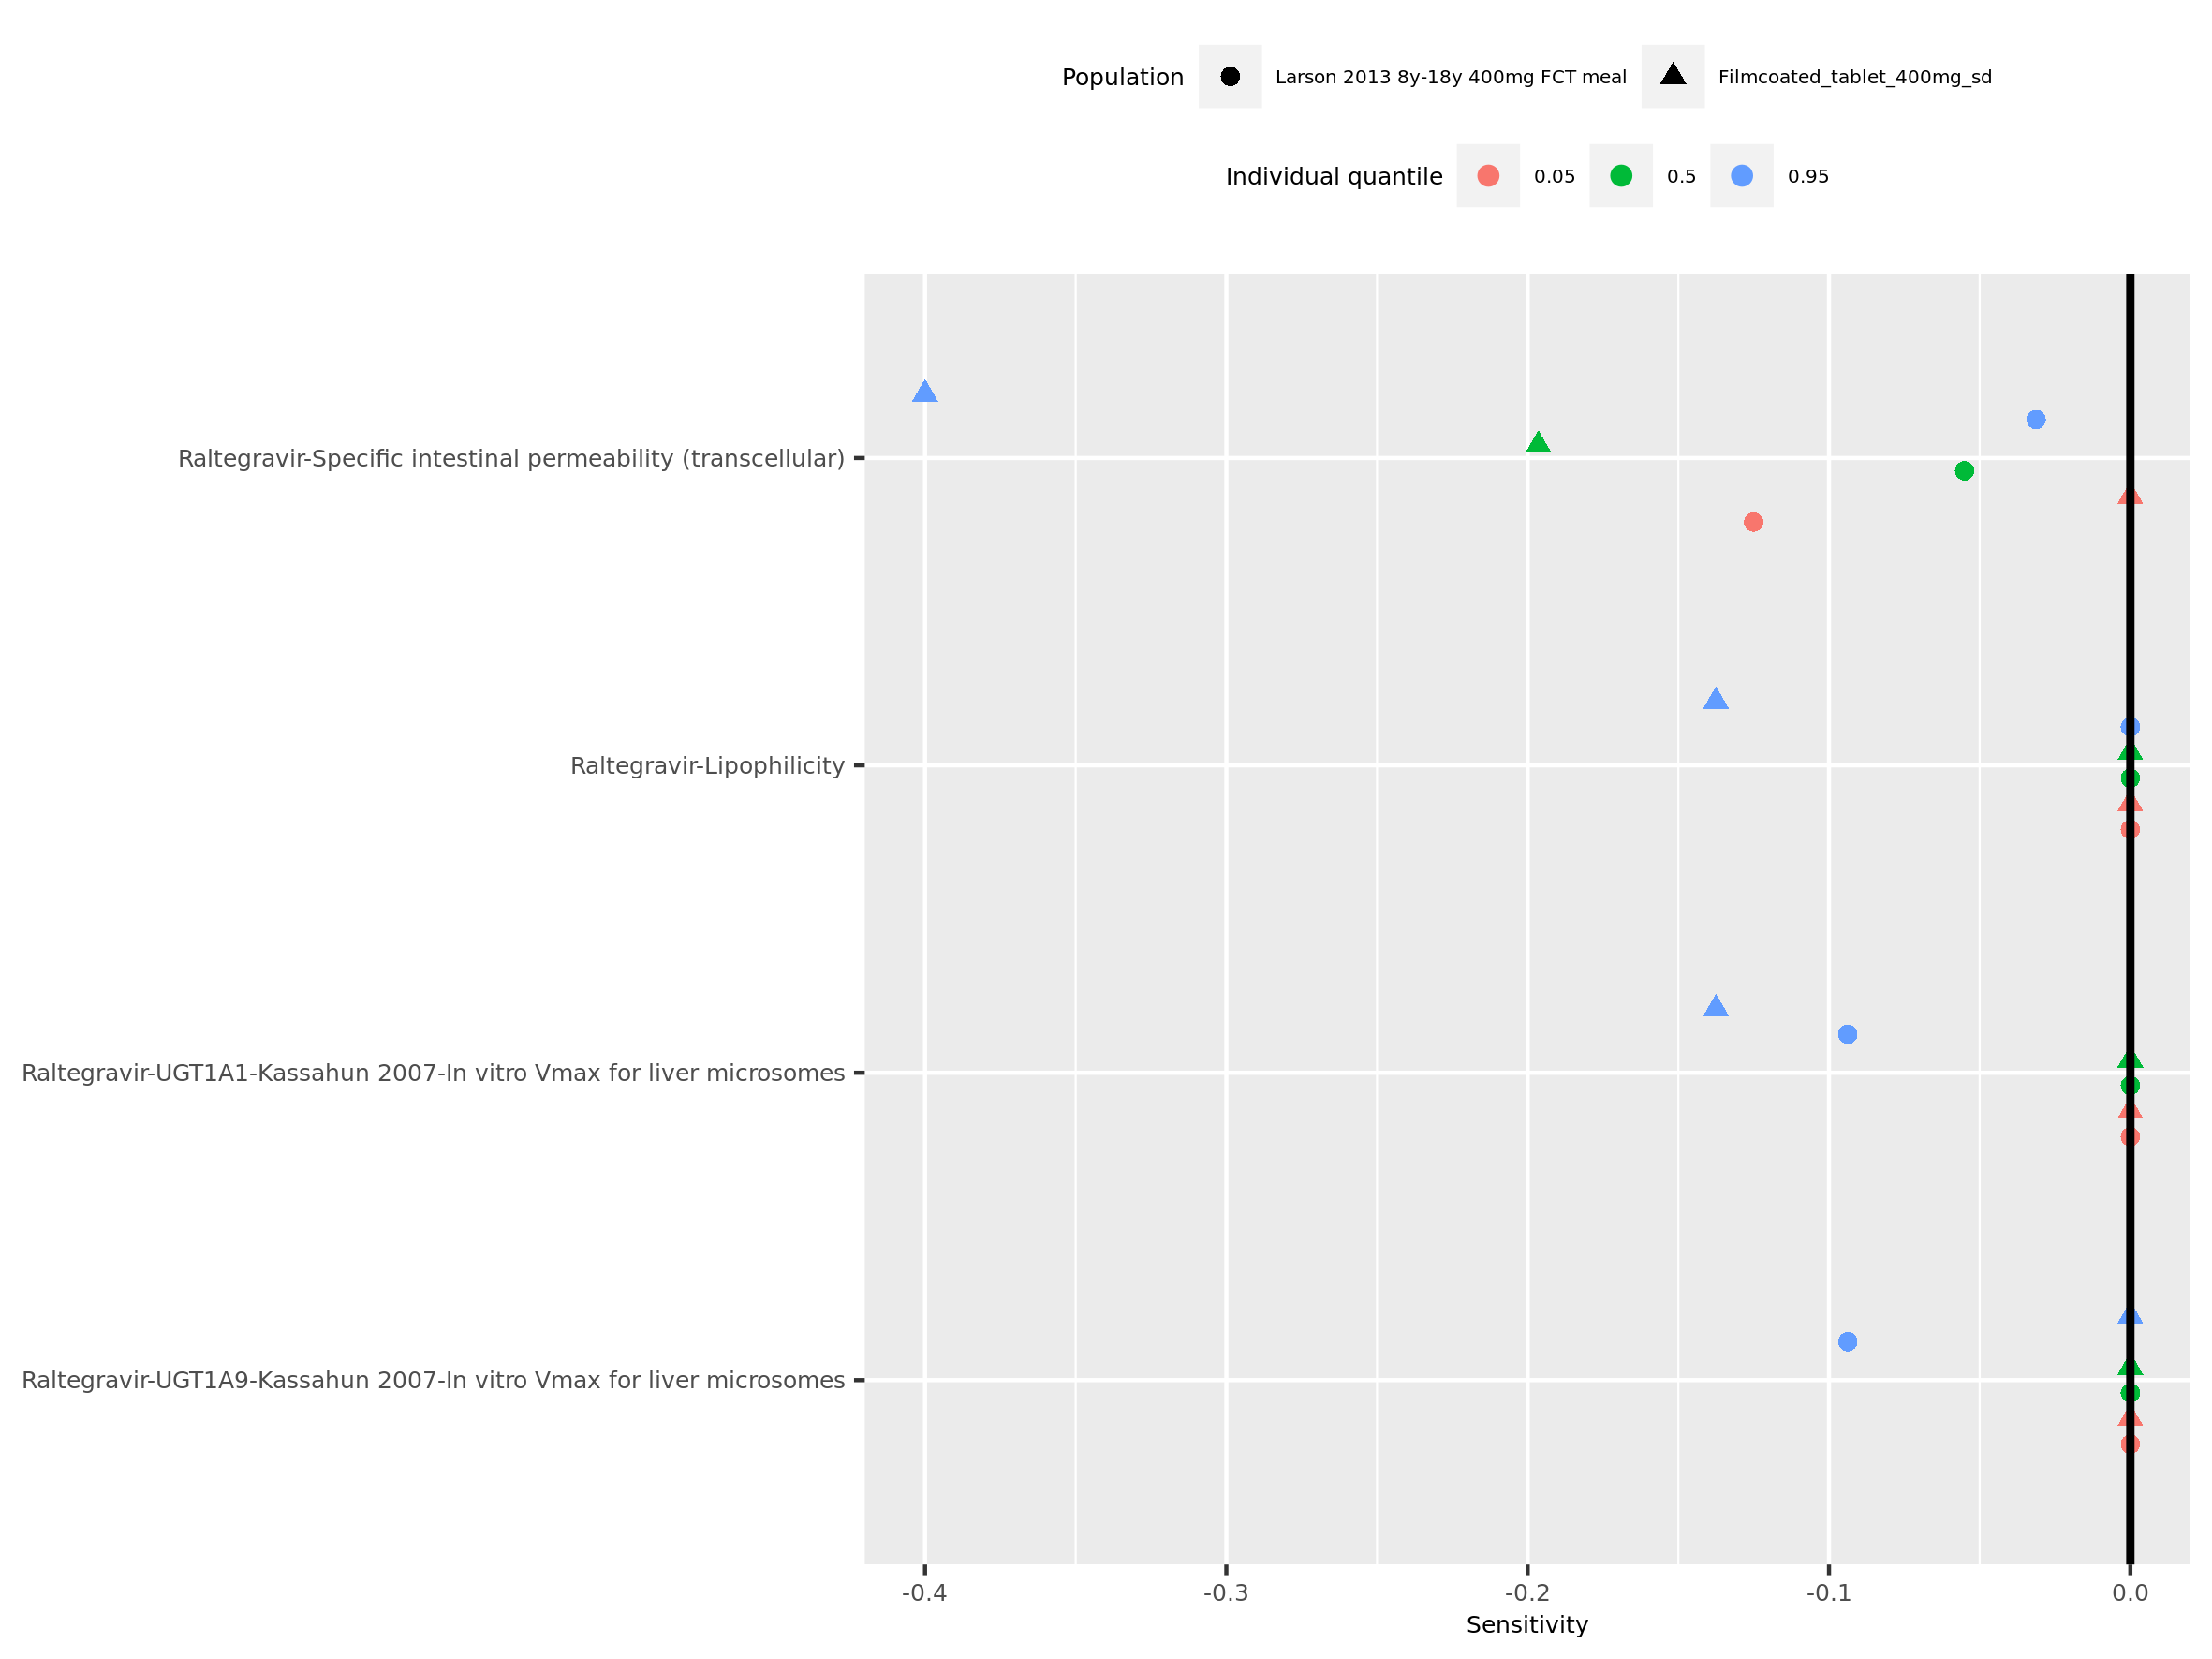 Population Larson 2013 8y-18y 400mg FCT meal Filmcoated_tablet_400mg_sd
Individual quantile 0.05 0.5 0.95
Raltegravir-Specific intestinal permeability (transcellular)
Raltegravir-Lipophilicity
Raltegravir-UGT1A1-Kassahun 2007-In vitro Vmax for liver microsomes
Raltegravir-UGT1A9-Kassahun 2007-In vitro Vmax for liver microsomes
-0.4 -0.3 -0.2 -0.1 0.0
Sensitivity